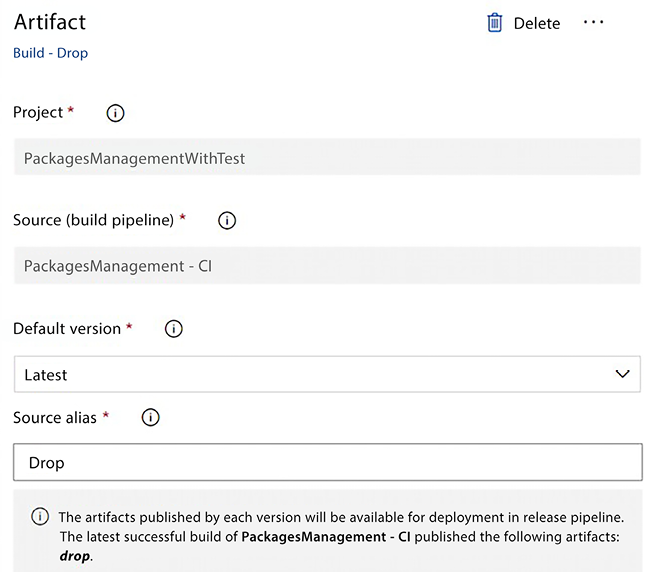 Artifact
Delete
Build - Drop
Project *
PackagesManagementWithTest
Source (build pipeline) *
PackagesManagement - CI
Default version *
Latest
Source alias *
Drop
The artifacts published by each version will be available for deployment in release pipeline.
The latest successful build of PackagesManagement - CI published the following artifacts:
drop.